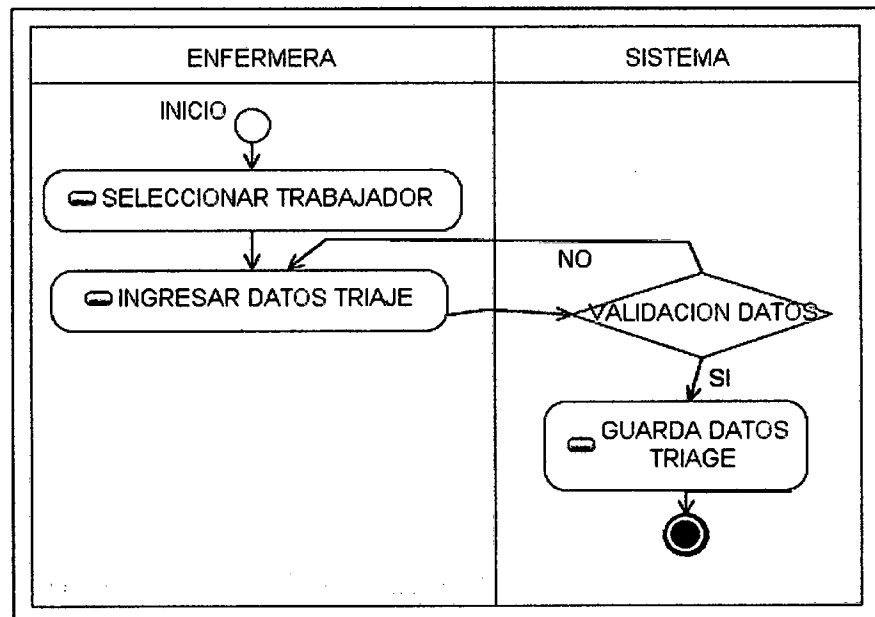 ENFERMERA
SISTEMA
INICIO
SELECCIONAR TRABAJADOR
INGRESAR DATOS TRIAJE
NO
VALIDACION DATOS
SI
GUARDA DATOS
TRIAGE